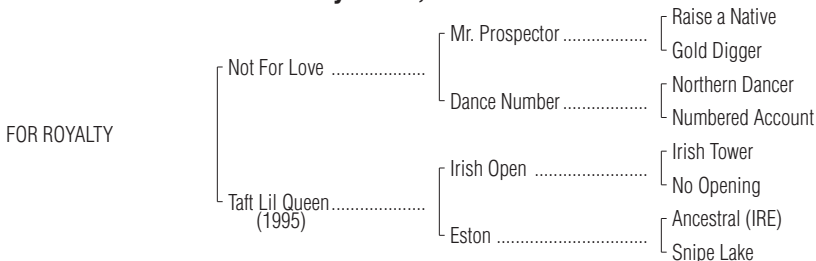 Raise a Native
Mr. Prospector ..................
Gold Digger
Not For Love .....................
Northern Dancer
Dance Number ..................
Numbered Account
FOR ROYALTY
Irish Tower
Irish Open ........................
No Opening
Taft Lil Queen.....................
(1995)
Ancestral (IRE)
Eston ................................
Snipe Lake